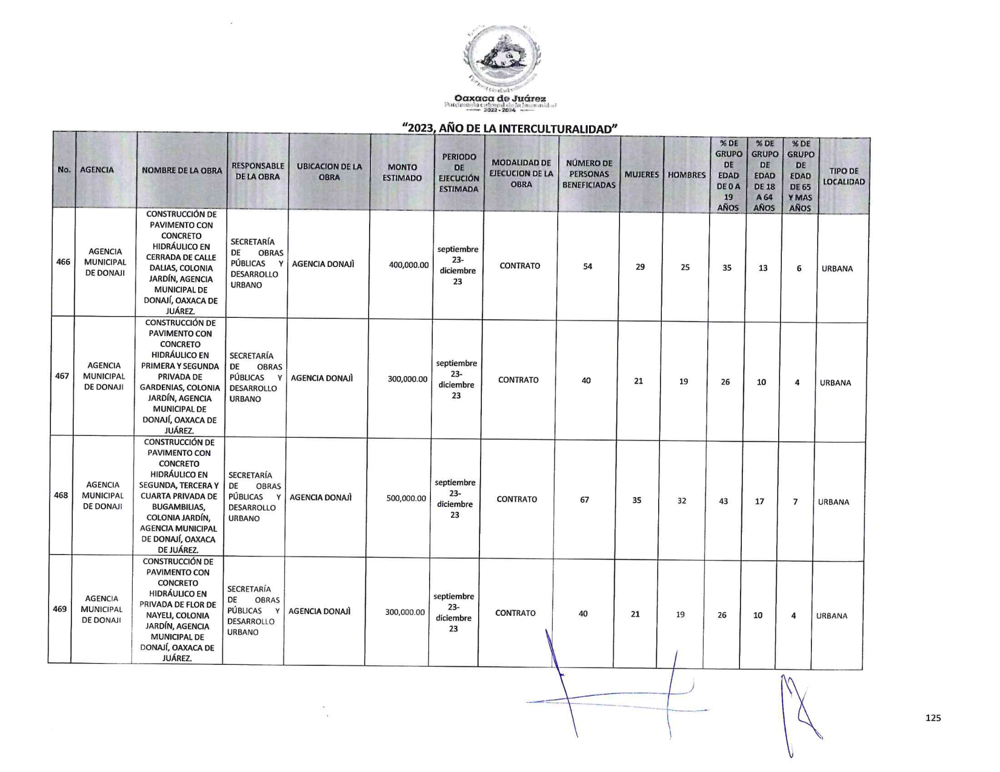 Oaxaca de Juárez
Patrimonio cultural de la humanidad
2022 - 2024
"2023, AÑO DE LA INTERCULTURALIDAD"
No.
AGENCIA
NOMBRE DE LA OBRA
RESPONSABLE
DE LA OBRA
UBICACION DE LA
OBRA
MONTO
ESTIMADO
PERIODO
DE
EJECUCIÓN
ESTIMADA
MODALIDAD DE
EJECUCION DE LA
OBRA
NÚMERO DE
PERSONAS
BENEFICIADAS
MUJERES
HOMBRES
% DE
GRUPO
DE
EDAD
DE 0 A
19
AÑOS
% DE
GRUPO
DE
EDAD
DE 18
A 64
AÑOS
% DE
GRUPO
DE
EDAD
DE 65
Y MAS
AÑOS
TIPO DE
LOCALIDAD
466
AGENCIA
MUNICIPAL
DE DONAJI
CONSTRUCCIÓN DE
PAVIMENTO CON
CONCRETO
HIDRÁULICO EN
CERRADA DE CALLE
DALIAS, COLONIA
JARDÍN, AGENCIA
MUNICIPAL DE
DONAJÍ, OAXACA DE
JUÁREZ.
SECRETARÍA
DE OBRAS
PÚBLICAS Y
DESARROLLO
URBANO
AGENCIA DONAJÌ
400,000.00
septiembre
23-
diciembre
23
CONTRATO
54
29
25
35
13
6
URBANA
467
AGENCIA
MUNICIPAL
DE DONAJI
CONSTRUCCIÓN DE
PAVIMENTO CON
CONCRETO
HIDRÁULICO EN
PRIMERA Y SEGUNDA
PRIVADA DE
GARDENIAS, COLONIA
JARDÍN, AGENCIA
MUNICIPAL DE
DONAJÍ, OAXACA DE
JUÁREZ.
SECRETARÍA
DE OBRAS
PÚBLICAS Y
DESARROLLO
URBANO
AGENCIA DONAJÌ
300,000.00
septiembre
23-
diciembre
23
CONTRATO
40
21
19
26
10
4
URBANA
468
AGENCIA
MUNICIPAL
DE DONAJI
CONSTRUCCIÓN DE
PAVIMENTO CON
CONCRETO
HIDRÁULICO EN
SEGUNDA, TERCERA Y
CUARTA PRIVADA DE
BUGAMBILIAS,
COLONIA JARDÍN,
AGENCIA MUNICIPAL
DE DONAJÍ, OAXACA
DE JUÁREZ.
SECRETARÍA
DE OBRAS
PÚBLICAS Y
DESARROLLO
URBANO
AGENCIA DONAJÌ
500,000.00
septiembre
23-
diciembre
23
CONTRATO
67
35
32
43
17
7
URBANA
469
AGENCIA
MUNICIPAL
DE DONAJI
CONSTRUCCIÓN DE
PAVIMENTO CON
CONCRETO
HIDRÁULICO EN
PRIVADA DE FLOR DE
NAYELI, COLONIA
JARDÍN, AGENCIA
MUNICIPAL DE
DONAJÍ, OAXACA DE
JUÁREZ.
SECRETARÍA
DE OBRAS
PÚBLICAS Y
DESARROLLO
URBANO
AGENCIA DONAJÌ
300,000.00
septiembre
23-
diciembre
23
CONTRATO
40
21
19
26
10
4
URBANA
125